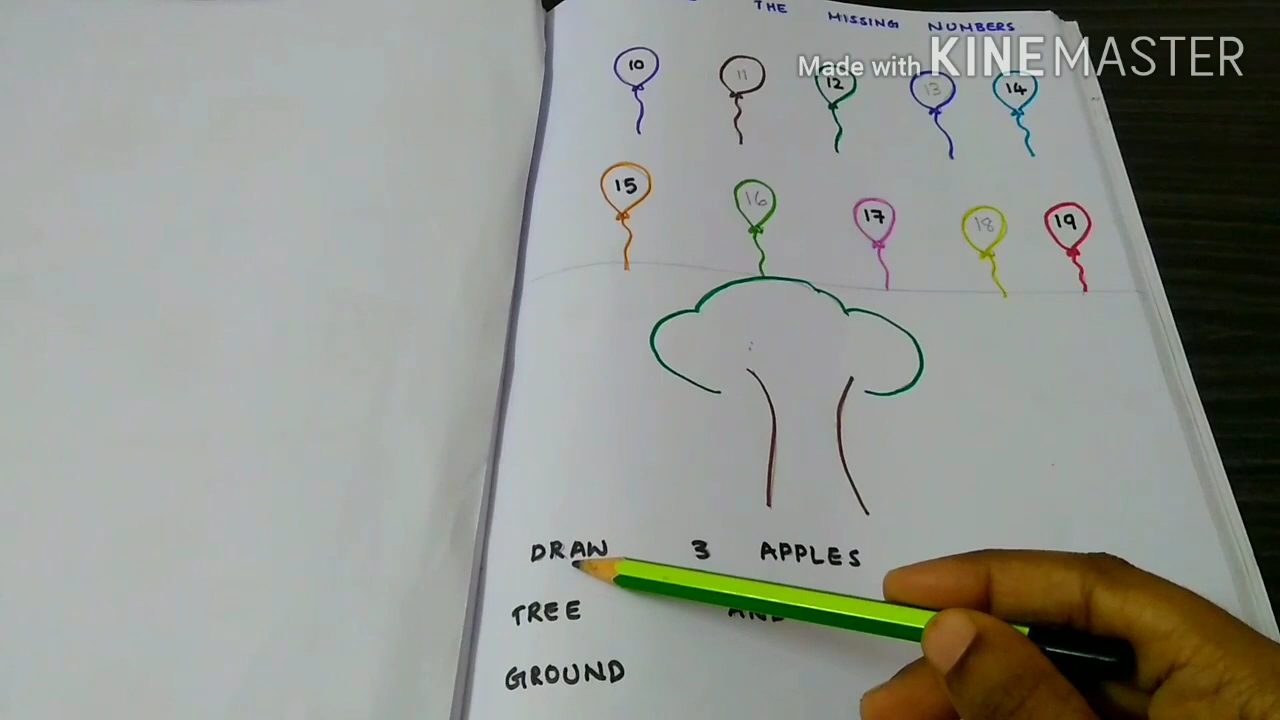 THE MISSING NUMBERS
Made with KINEMASTER
10 11 12 13 14
15 16 17 18 19
DRAW 3 APPLES
TREE AND
GROUND